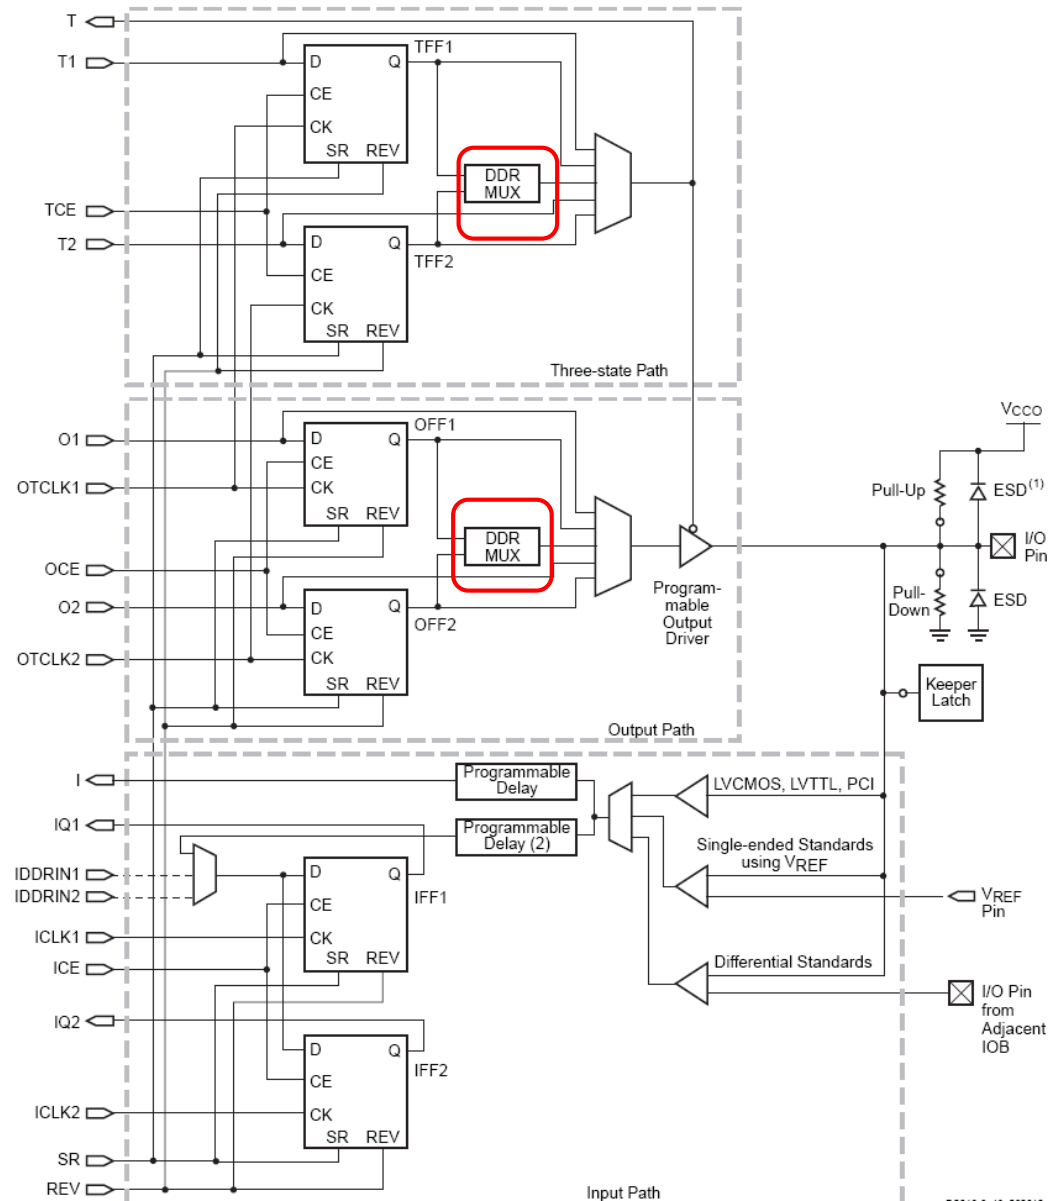 T
T1
D
Q
TFF1
CE
CK
SR REV
DDR
MUX
TCE
T2
D
Q
TFF2
CE
CK
SR REV
Three-state Path
O1
D
Q
OFF1
CE
OTCLK1
CK
SR REV
DDR
MUX
OCE
O2
D
Q
OFF2
CE
OTCLK2
CK
SR REV
Program-
mable
Output
Driver
Output Path
VCCO
Pull-Up
ESD(1)
I/O
Pin
Pull-
Down
ESD
Keeper
Latch
I
Programmable
Delay
LVCMOS, LVTTL, PCI
IQ1
Programmable
Delay (2)
Single-ended Standards
using VREF
IDDRIN1
IDDRIN2
D
Q
IFF1
CE
VREF
Pin
ICLK1
CK
ICE
SR REV
Differential Standards
I/O Pin
from
Adjacent
IOB
IQ2
D
Q
IFF2
CE
ICLK2
CK
SR REV
SR
REV
Input Path